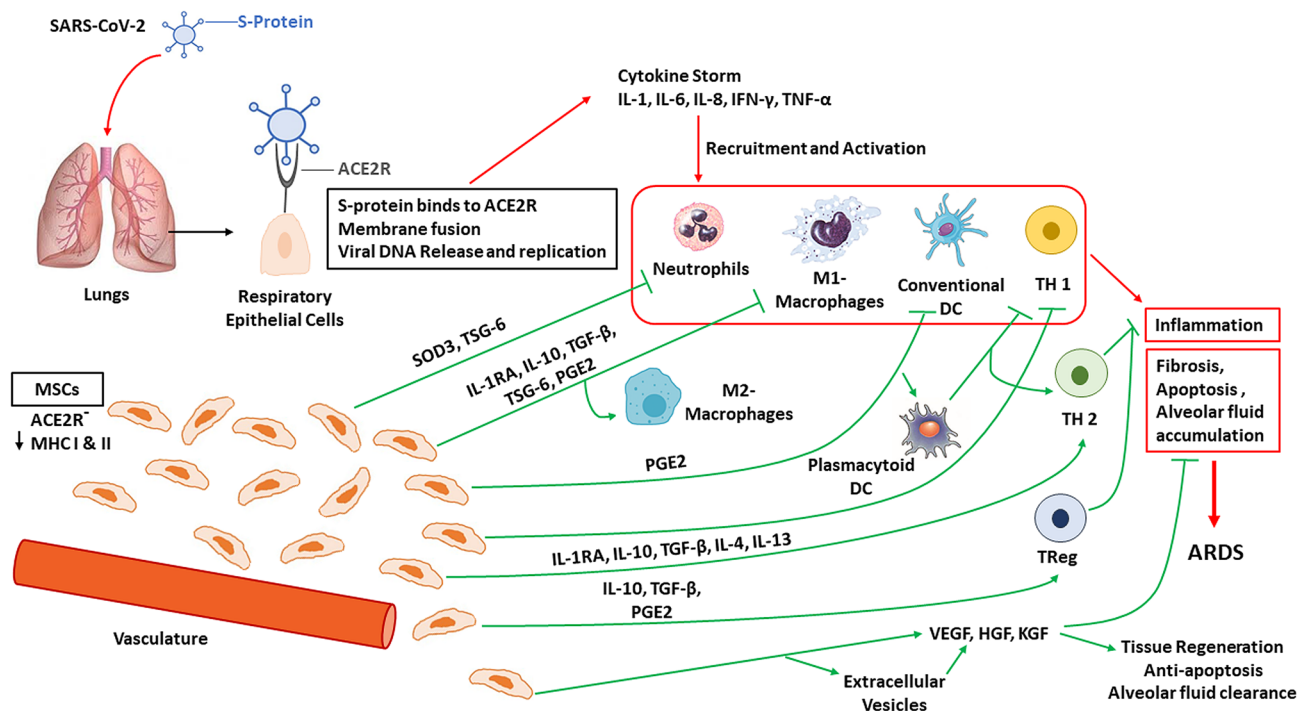 SARS-CoV-2
S-Protein
Cytokine Storm
IL-1, IL-6, IL-8, IFN-γ, TNF-α
Recruitment and Activation
ACE2R
S-protein binds to ACE2R
Membrane fusion
Viral DNA Release and replication
Lungs
Respiratory
Epithelial Cells
Neutrophils
M1-
Macrophages
Conventional
DC
TH 1
Inflammation
Fibrosis,
Apoptosis ,
Alveolar fluid
accumulation
ARDS
SOD3, TSG-6
IL-1RA, IL-10, TGF-β,
TSG-6, PGE2
M2-
Macrophages
MSCs
ACE2R-
↓ MHC I & II
PGE2
Plasmacytoid
DC
TH 2
TReg
IL-1RA, IL-10, TGF-β, IL-4, IL-13
IL-10, TGF-β,
PGE2
Vasculature
VEGF, HGF, KGF
Extracellular
Vesicles
Tissue Regeneration
Anti-apoptosis
Alveolar fluid clearance